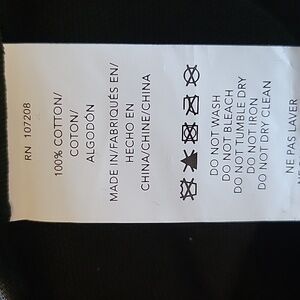 RN 107208
100% COTTON/
COTON/
ALGODÓN
MADE IN/FABRIQUÉS EN/
HECHO EN
CHINA/CHINE/CHINA
DO NOT WASH
DO NOT BLEACH
DO NOT TUMBLE DRY
DO NOT IRON
DO NOT DRY CLEAN
NE PAS LAVER